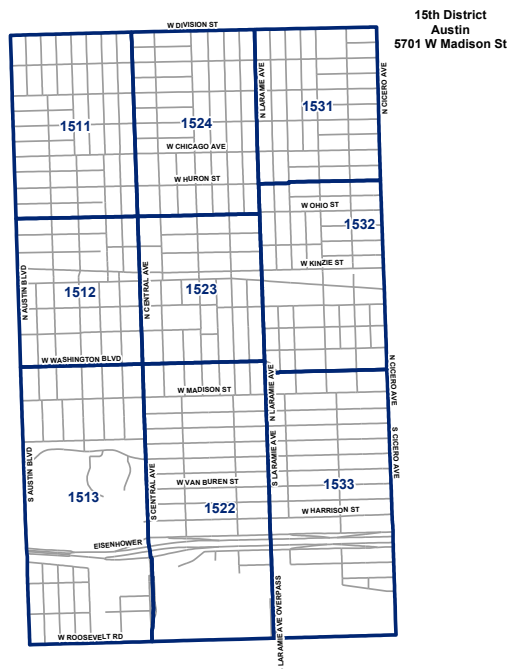 15th District
Austin
5701 W Madison St
W DIVISION ST
N LARAMIE AVE
N CICERO AVE
1531
1511
1524
W CHICAGO AVE
W HURON ST
W OHIO ST
1532
W KINZIE ST
N AUSTIN BLVD
N CENTRAL AVE
1512
1523
W WASHINGTON BLVD
N LARAMIE AVE
N CICERO AVE
W MADISON ST
S AUSTIN BLVD
S CENTRAL AVE
S LARAMIE AVE
S CICERO AVE
W VAN BUREN ST
1533
1513
1522
W HARRISON ST
EISENHOWER
LARAMIE AVE OVERPASS
W ROOSEVELT RD